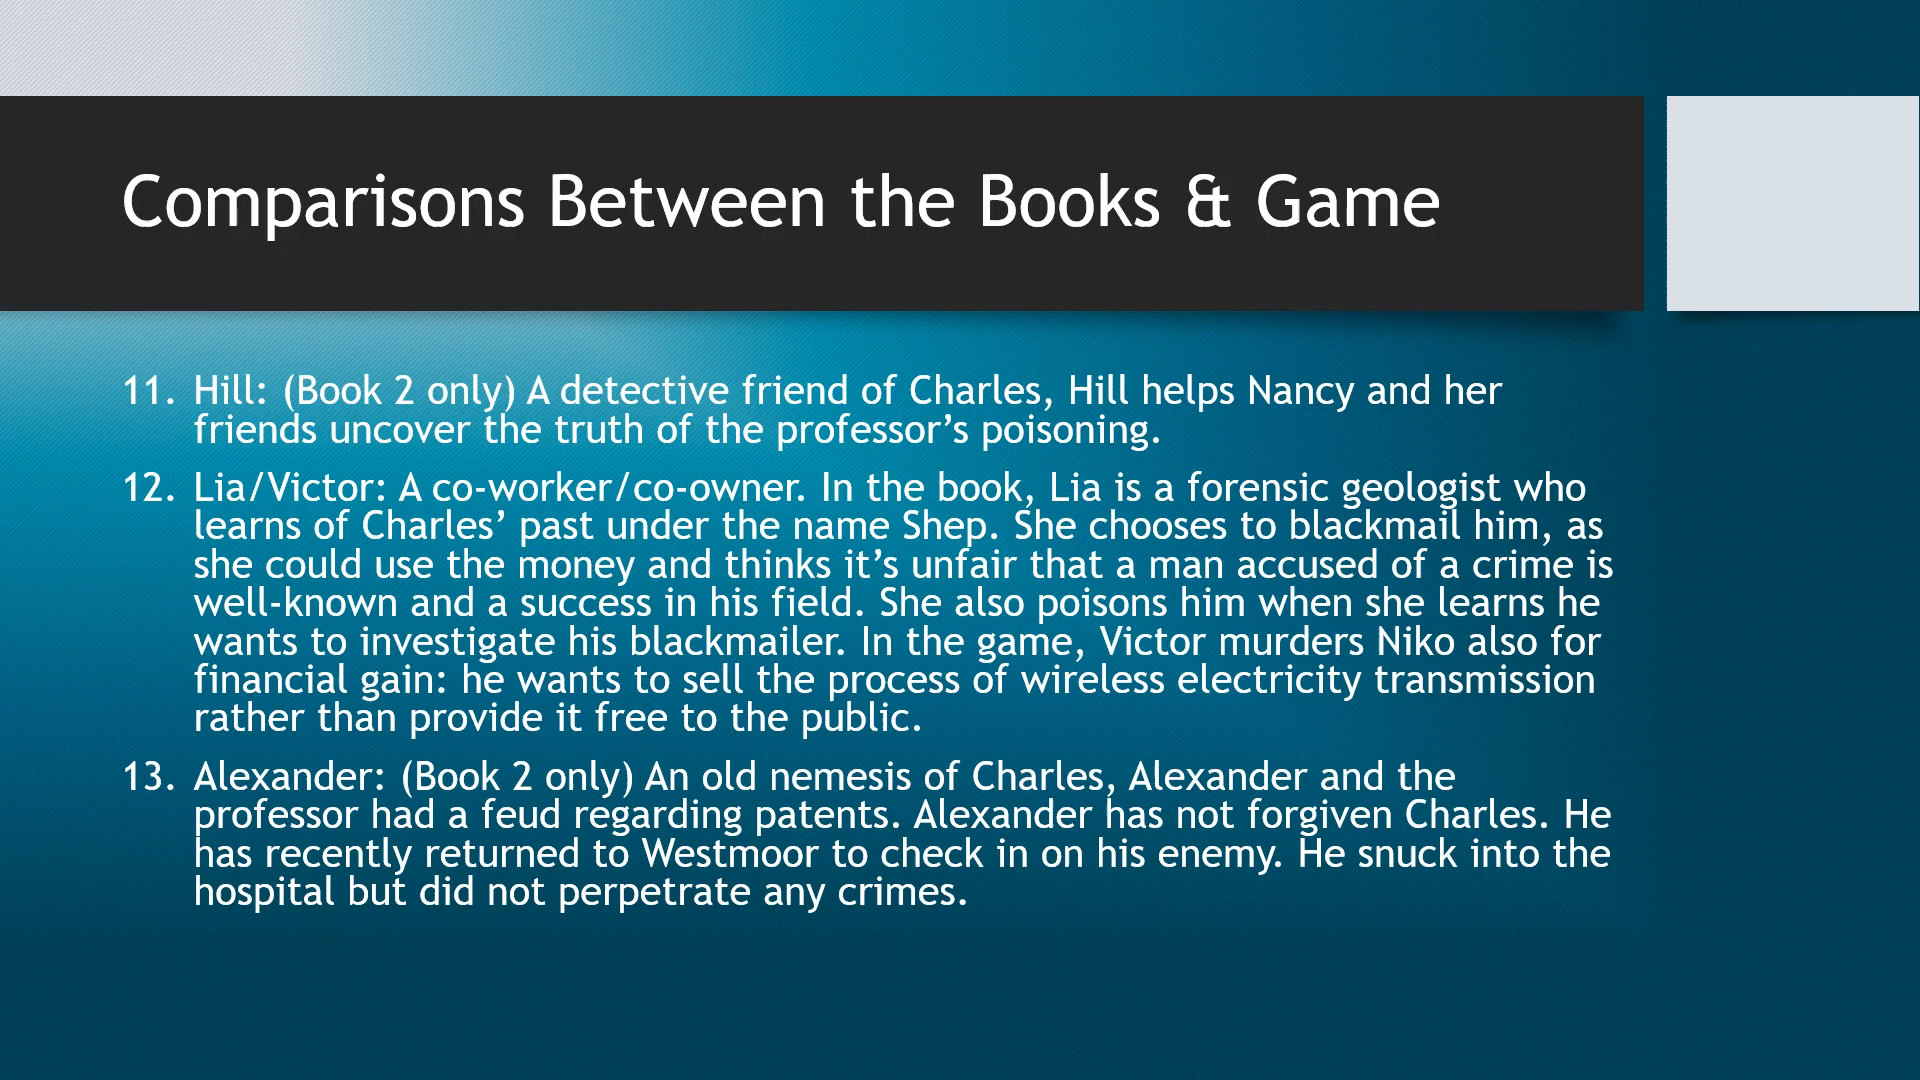 Comparisons Between the Books & Game
11. Hill: (Book 2 only) A detective friend of Charles, Hill helps Nancy and her
friends uncover the truth of the professor’s poisoning.
12. Lia/Victor: A co-worker/co-owner. In the book, Lia is a forensic geologist who
learns of Charles’ past under the name Shep. She chooses to blackmail him, as
she could use the money and thinks it’s unfair that a man accused of a crime is
well-known and a success in his field. She also poisons him when she learns he
wants to investigate his blackmailer. In the game, Victor murders Niko also for
financial gain: he wants to sell the process of wireless electricity transmission
rather than provide it free to the public.
13. Alexander: (Book 2 only) An old nemesis of Charles, Alexander and the
professor had a feud regarding patents. Alexander has not forgiven Charles. He
has recently returned to Westmoor to check in on his enemy. He snuck into the
hospital but did not perpetrate any crimes.